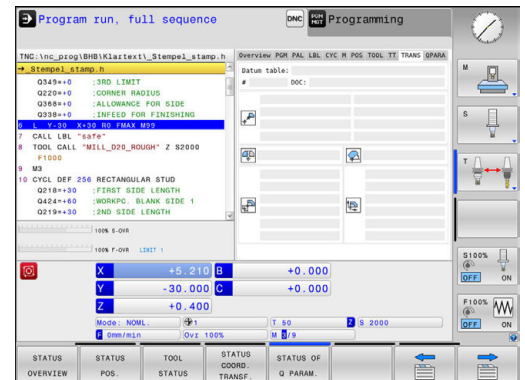 Program run, full sequence
DNC
PGM MGT
Programming
TNC:\nc_prog\BHB\Klartext\_Stempel_stamp.h
→_Stempel_stamp.h
Q349=+0 ;3RD LIMIT
Q220=+0 ;CORNER RADIUS
Q368=+0 ;ALLOWANCE FOR SIDE
Q338=+0 ;INFEED FOR FINISHING
6 L Y-30 X+30 R0 FMAX M99
7 CALL LBL "safe"
8 TOOL CALL "MILL_D20_ROUGH" Z S2000
F1000
9 M3
10 CYCL DEF 256 RECTANGULAR STUD
Q218=+30 ;FIRST SIDE LENGTH
Q424=+60 ;WORKPC. BLANK SIDE 1
Q219=+30 ;2ND SIDE LENGTH
100% S-OVR
100% F-OVR LIMIT 1
Overview PGM PAL LBL CYC M POS TOOL TT TRANS QPARA
Datum table:
# DOC:
X +5.210 B +0.000
Y -30.000 C +0.000
Z +0.400
Mode: NOML. 1 T 50 Z S 2000
F 0mm/min Ovr 100% M 5/9
M
S
T
S100%
OFF ON
F100%
OFF ON
STATUS OVERVIEW
STATUS POS.
TOOL STATUS
STATUS COORD. TRANSF.
STATUS OF Q PARAM.